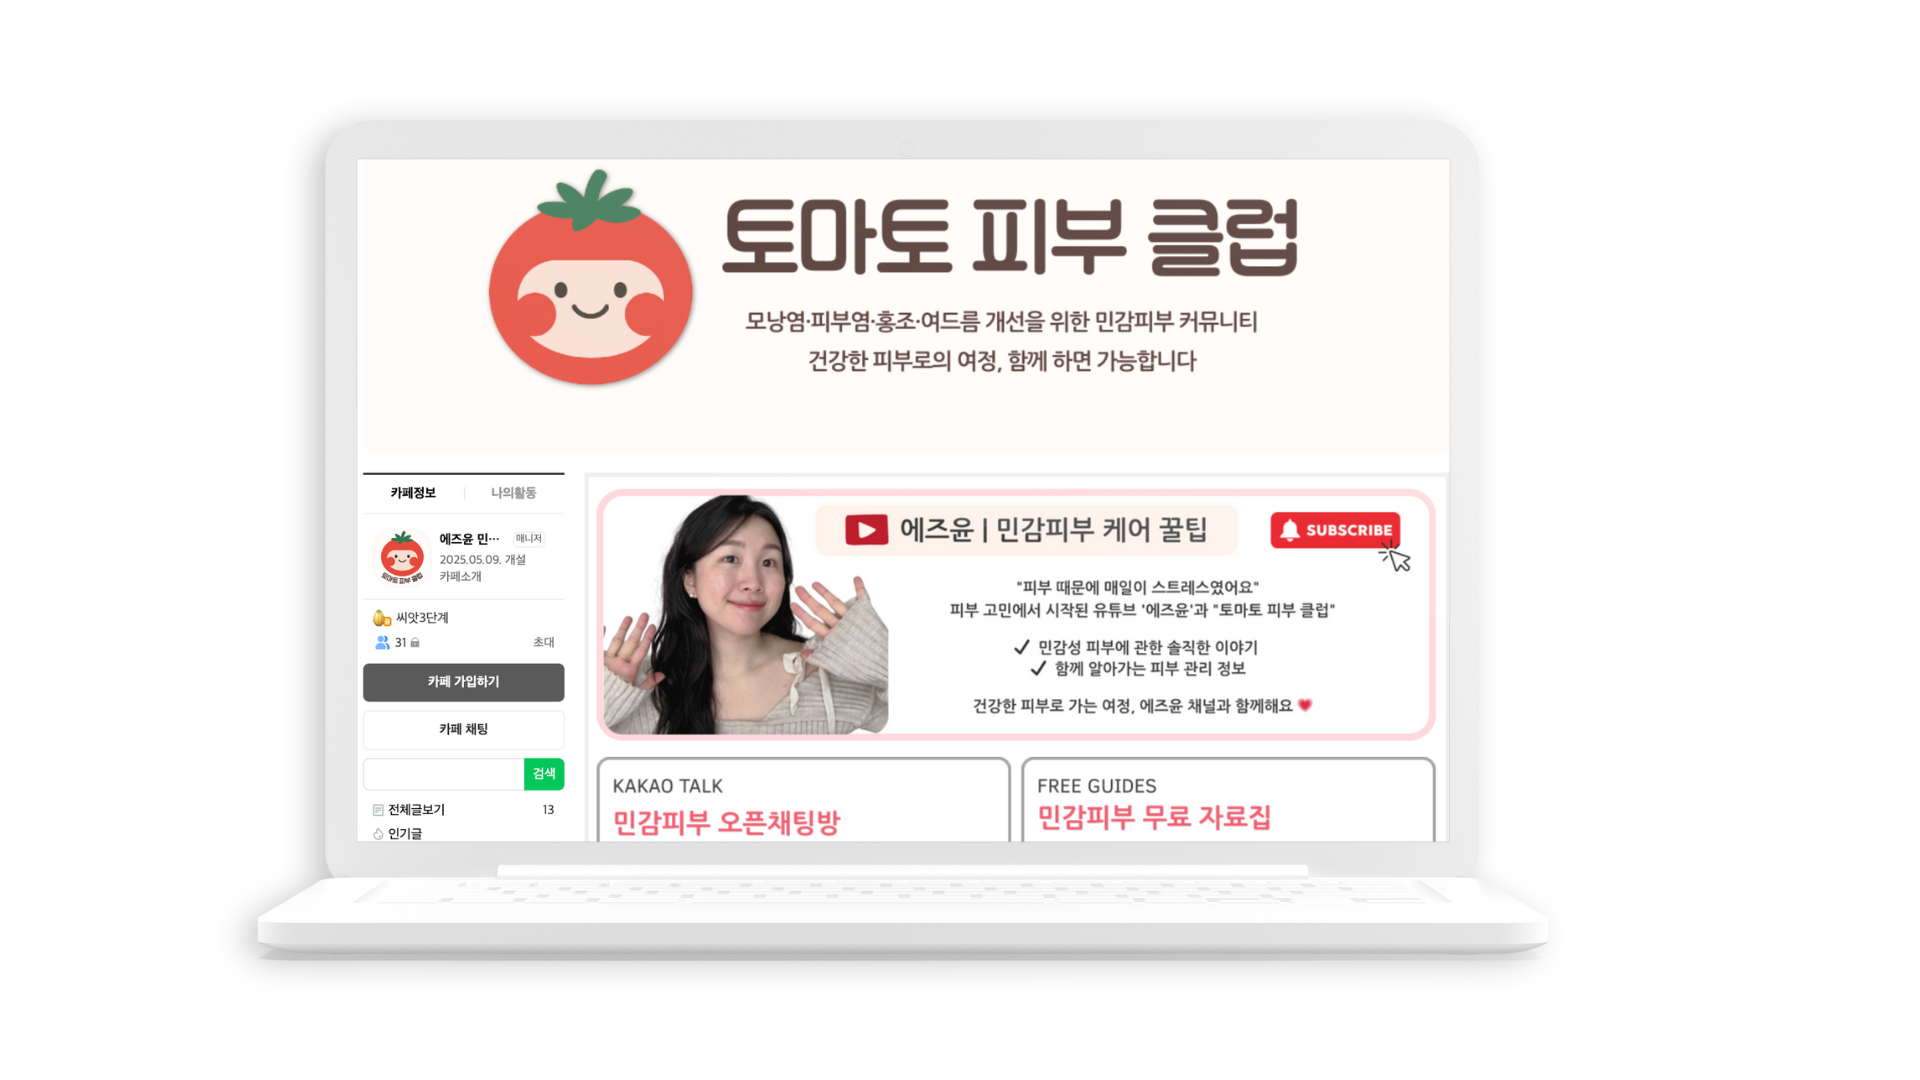 토마토 피부 클럽
모낭염·피부염·홍조·여드름 개선을 위한 민감피부 커뮤니티
건강한 피부로의 여정, 함께 하면 가능합니다
카페정보
나의활동
에즈윤 민···
매니저
2025.05.09. 개설
카페소개
토마토 피부 클럽
씨앗3단계
31
초대
카페 가입하기
카페 채팅
검색
전체글보기
13
인기글
에즈윤 | 민감피부 케어 꿀팁
SUBSCRIBE
"피부 때문에 매일이 스트레스였어요"
피부 고민에서 시작된 유튜브 '에즈윤'과 "토마토 피부 클럽"
민감성 피부에 관한 솔직한 이야기
함께 알아가는 피부 관리 정보
건강한 피부로 가는 여정, 에즈윤 채널과 함께해요
KAKAO TALK
민감피부 오픈채팅방
FREE GUIDES
민감피부 무료 자료집